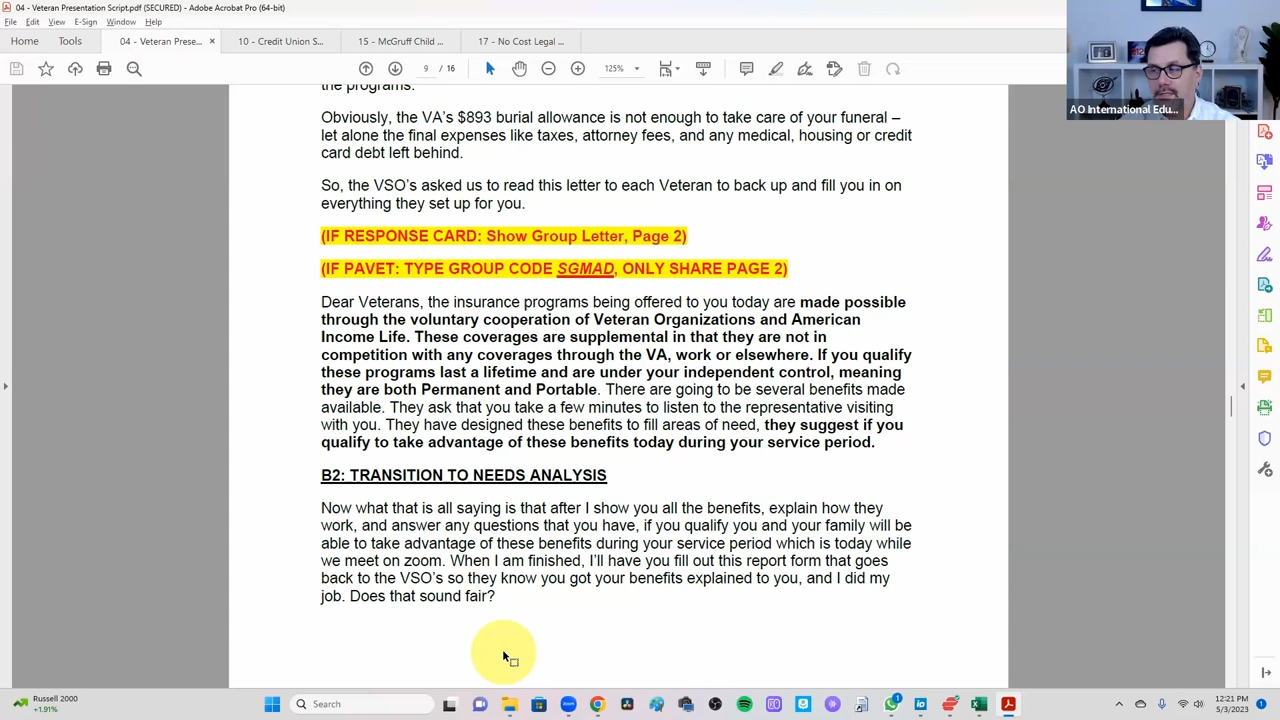 04 - Veteran Presentation Script.pdf (SECURED) - Adobe Acrobat Pro (64-bit)
File Edit View E-Sign Window Help
Home Tools 04 - Veteran Prese... × 10 - Credit Union S... 15 - McGruff Child ... 17 - No Cost Legal ...
9 16 125%
AO International Edu...
the programs.
Obviously, the VA's $893 burial allowance is not enough to take care of your funeral –
let alone the final expenses like taxes, attorney fees, and any medical, housing or credit
card debt left behind.
So, the VSO's asked us to read this letter to each Veteran to back up and fill you in on
everything they set up for you.
(IF RESPONSE CARD: Show Group Letter, Page 2)
(IF PAVET: TYPE GROUP CODE SGMAD, ONLY SHARE PAGE 2)
Dear Veterans, the insurance programs being offered to you today are made possible
through the voluntary cooperation of Veteran Organizations and American
Income Life. These coverages are supplemental in that they are not in
competition with any coverages through the VA, work or elsewhere. If you qualify
these programs last a lifetime and are under your independent control, meaning
they are both Permanent and Portable. There are going to be several benefits made
available. They ask that you take a few minutes to listen to the representative visiting
with you. They have designed these benefits to fill areas of need, they suggest if you
qualify to take advantage of these benefits today during your service period.
B2: TRANSITION TO NEEDS ANALYSIS
Now what that is all saying is that after I show you all the benefits, explain how they
work, and answer any questions that you have, if you qualify you and your family will be
able to take advantage of these benefits during your service period which is today while
we meet on zoom. When I am finished, I'll have you fill out this report form that goes
back to the VSO's so they know you got your benefits explained to you, and I did my
job. Does that sound fair?
Russell 2000
+1.91%
Search
12:21 PM
5/3/2023